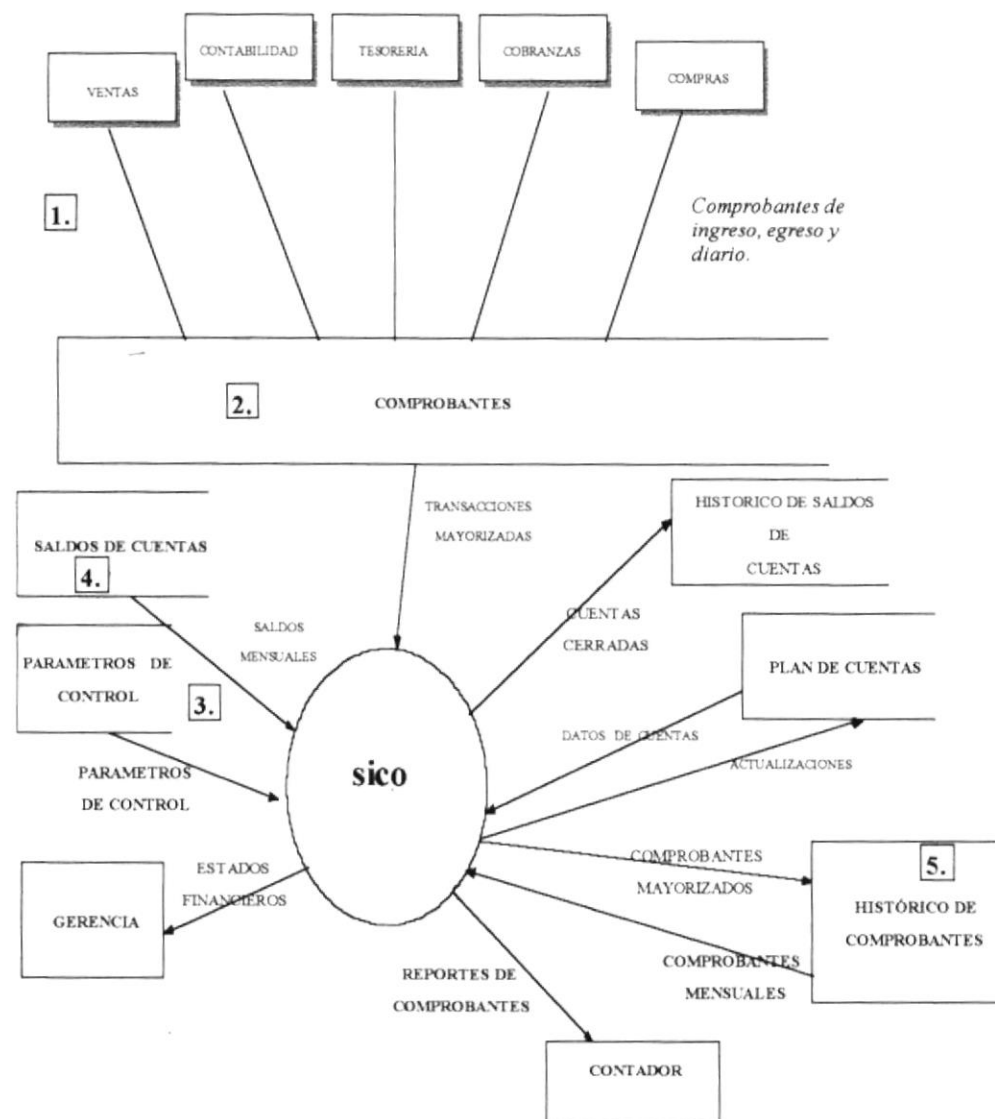 VENTAS
CONTABILIDAD
TESORERIA
COBRANZAS
COMPRAS
1.
Comprobantes de
ingreso, egreso y
diario.
2.
COMPROBANTES
TRANSACCIONES
MAYORIZADAS
HISTORICO DE SALDOS
DE
CUENTAS
SALDOS DE CUENTAS
4.
SALDOS
MENSUALES
CUENTAS
CERRADAS
PARAMETROS DE
CONTROL
3.
PLAN DE CUENTAS
DATOS DE CUENTAS
ACTUALIZACIONES
PARAMETROS
DE CONTROL
sico
ESTADOS
FINANCIEROS
GERENCIA
COMPROBANTES
MAYORIZADOS
5.
HISTÓRICO DE
COMPROBANTES
COMPROBANTES
MENSUALES
REPORTES DE
COMPROBANTES
CONTADOR